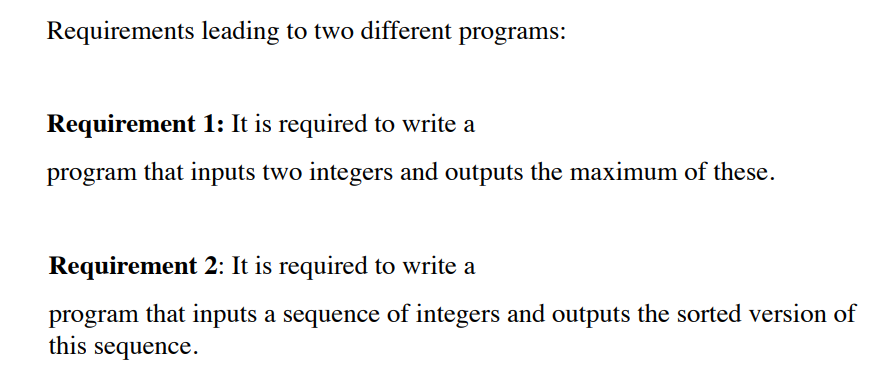 Requirements leading to two different programs:
Requirement 1: It is required to write a
program that inputs two integers and outputs the maximum of these.
Requirement 2: It is required to write a
program that inputs a sequence of integers and outputs the sorted version of
this sequence.